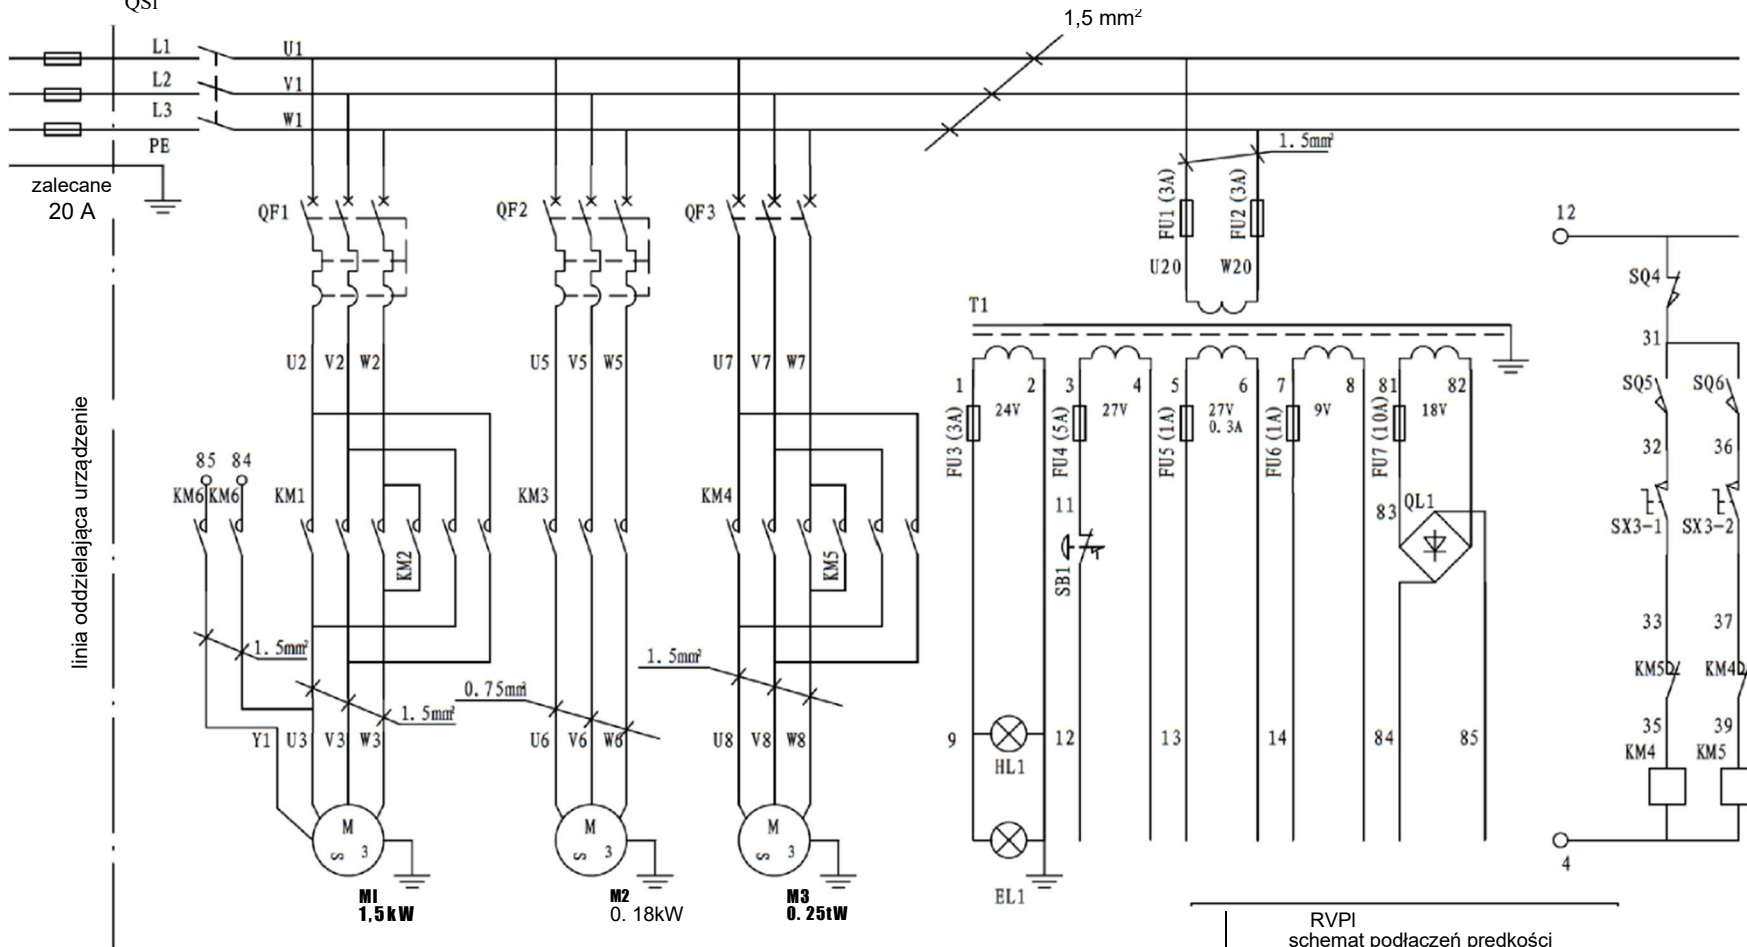 QSI
1,5 mm²
L1
U1
L2
V1
L3
W1
PE
1.5mm²
zalecane
20 A
QF1
QF2
QF3
FU1 (3A)
FU2 (3A)
12
U20
W20
SQ4
T1
31
U2
V2
W2
U5
V5
W5
U7
V7
W7
1
2
3
4
5
6
7
8
81
82
SQ5
SQ6
24V
27V
27V
0.3A
9V
18V
FU3 (3A)
FU4 (5A)
FU5 (1A)
FU6 (1A)
FU7 (10A)
linia oddzielająca urządzenie
32
36
85
84
KM6
KM6
KM1
KM3
KM4
11
83
QL1
SX3-1
SX3-2
KM2
KM5
SB1
33
37
1.5mm²
1.5mm²
KM5
KM4
0.75mm²
1.5mm²
35
39
Y1
U3
V3
W3
U6
V6
W6
U8
V8
W8
9
12
13
14
84
85
KM4
KM5
HL1
M
S
3
M
S
3
M
S
3
4
EL1
MI
1,5kW
M2
0. 18kW
M3
0. 25tW
RVPI
schemat podłączeń prędkości